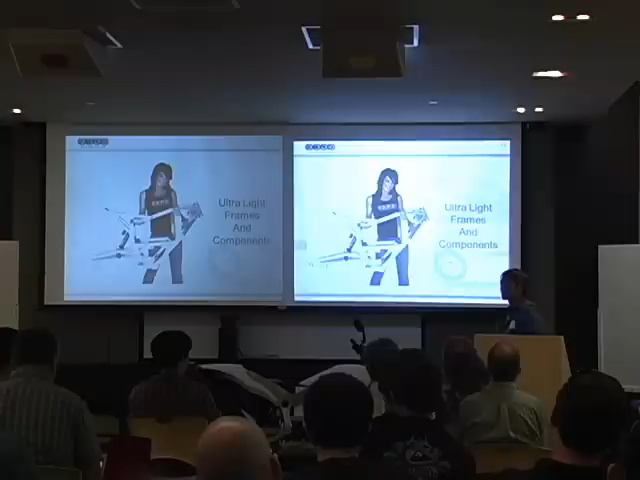 Ultra Light
Frames
And
Components
Ultra Light
Frames
And
Components